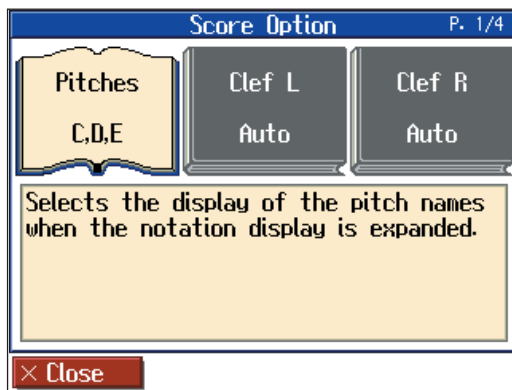 Score Option P. 1/4
Pitches Clef L Clef R
C,D,E Auto Auto
Selects the display of the pitch names
when the notation display is expanded.
× Close